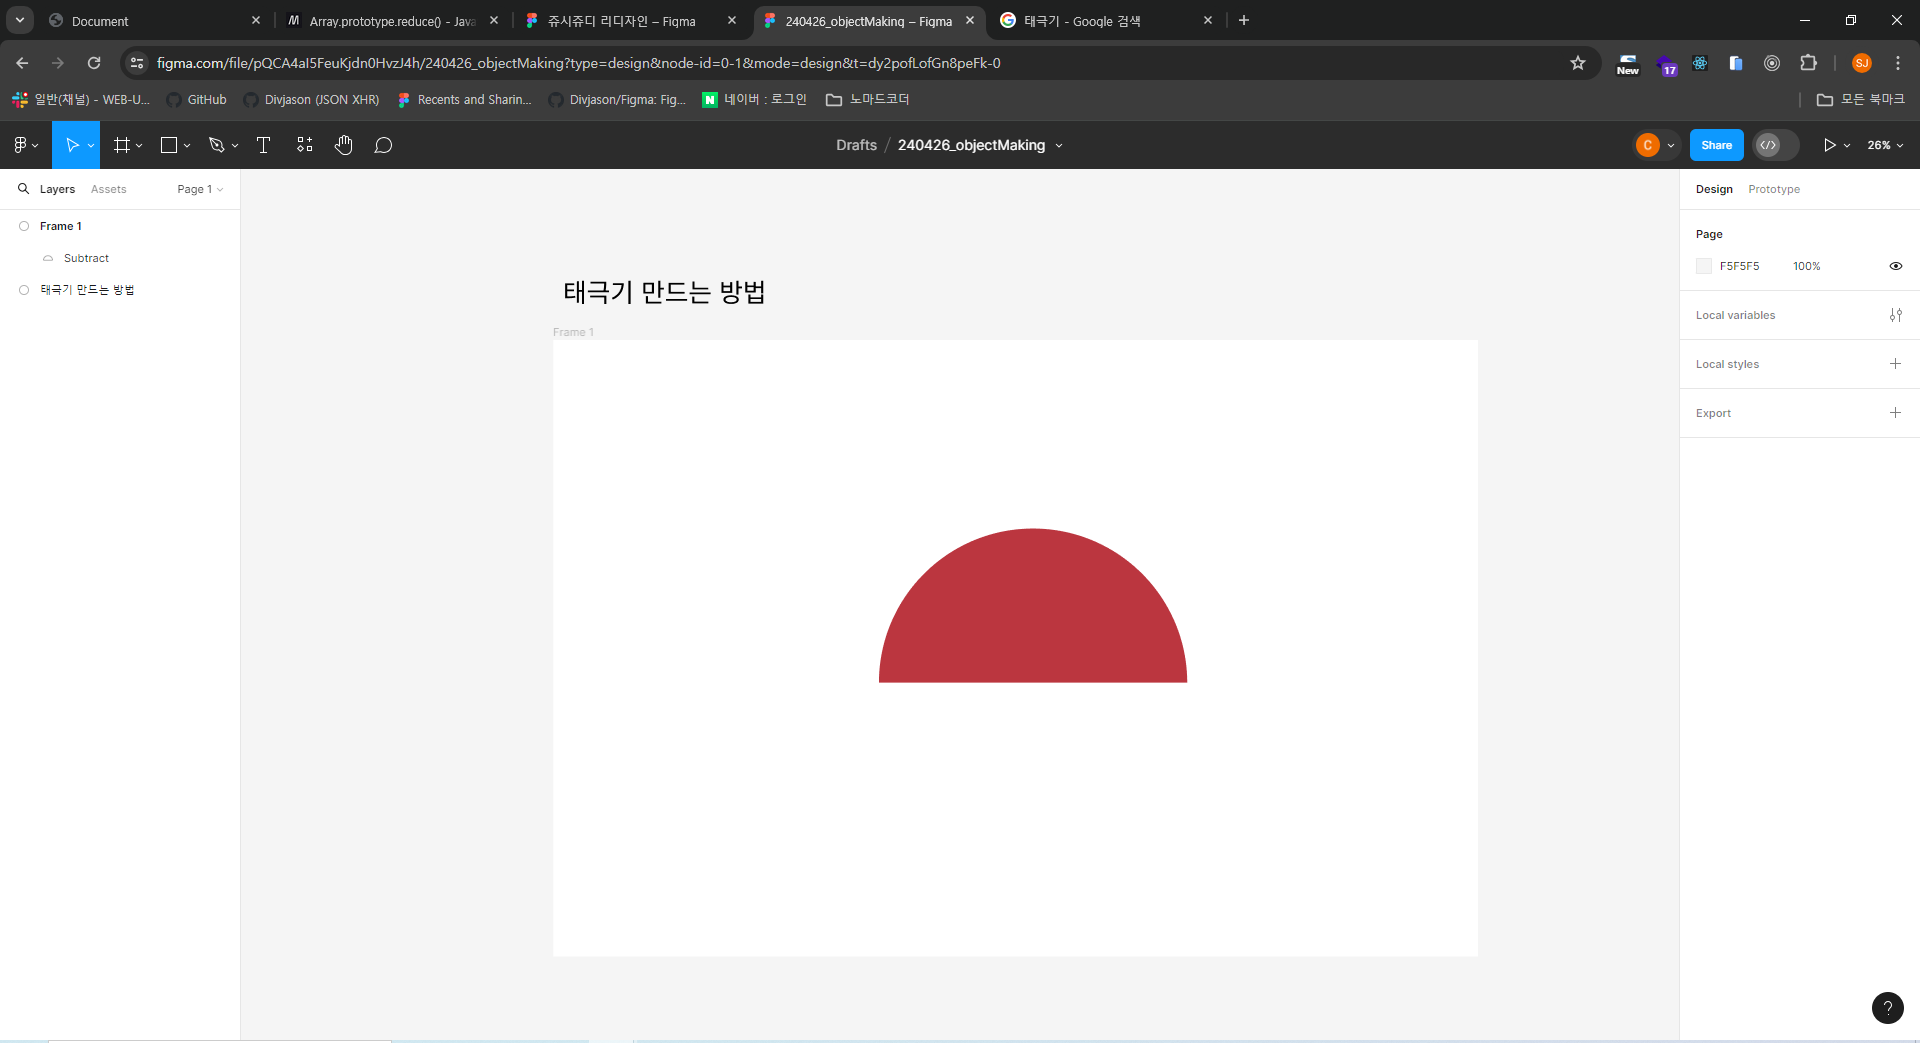 Document
Array.prototype.reduce() - Java
쥬시쥬디 리디자인 – Figma
240426_objectMaking – Figma
태극기 - Google 검색
figma.com/file/pQCA4aI5FeuKjdn0HvzJ4h/240426_objectMaking?type=design&node-id=0-1&mode=design&t=dy2pofLofGn8peFk-0
New
17
SJ
일반(채널) - WEB-U...
GitHub
Divjason (JSON XHR)
Recents and Sharin...
Divjason/Figma: Fig...
N
네이버 : 로그인
노마드코더
모든 북마크
Drafts / 240426_objectMaking
C
Share
26%
Layers
Assets
Page 1
Design
Prototype
Frame 1
Subtract
태극기 만드는 방법
태극기 만드는 방법
Frame 1
Page
F5F5F5 100%
Local variables
Local styles
Export
?